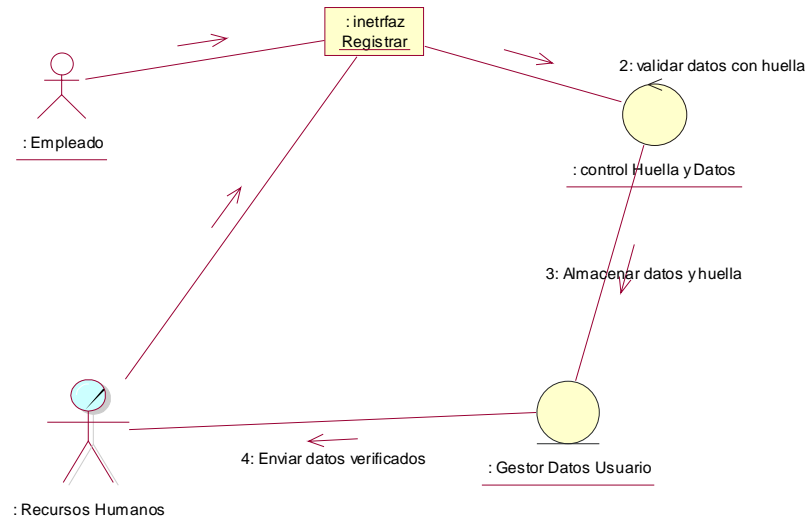 : inetrfaz
Registrar
2: validar datos con huella
: Empleado
: control Huella y Datos
3: Almacenar datos y huella
4: Enviar datos verificados
: Gestor Datos Usuario
: Recursos Humanos